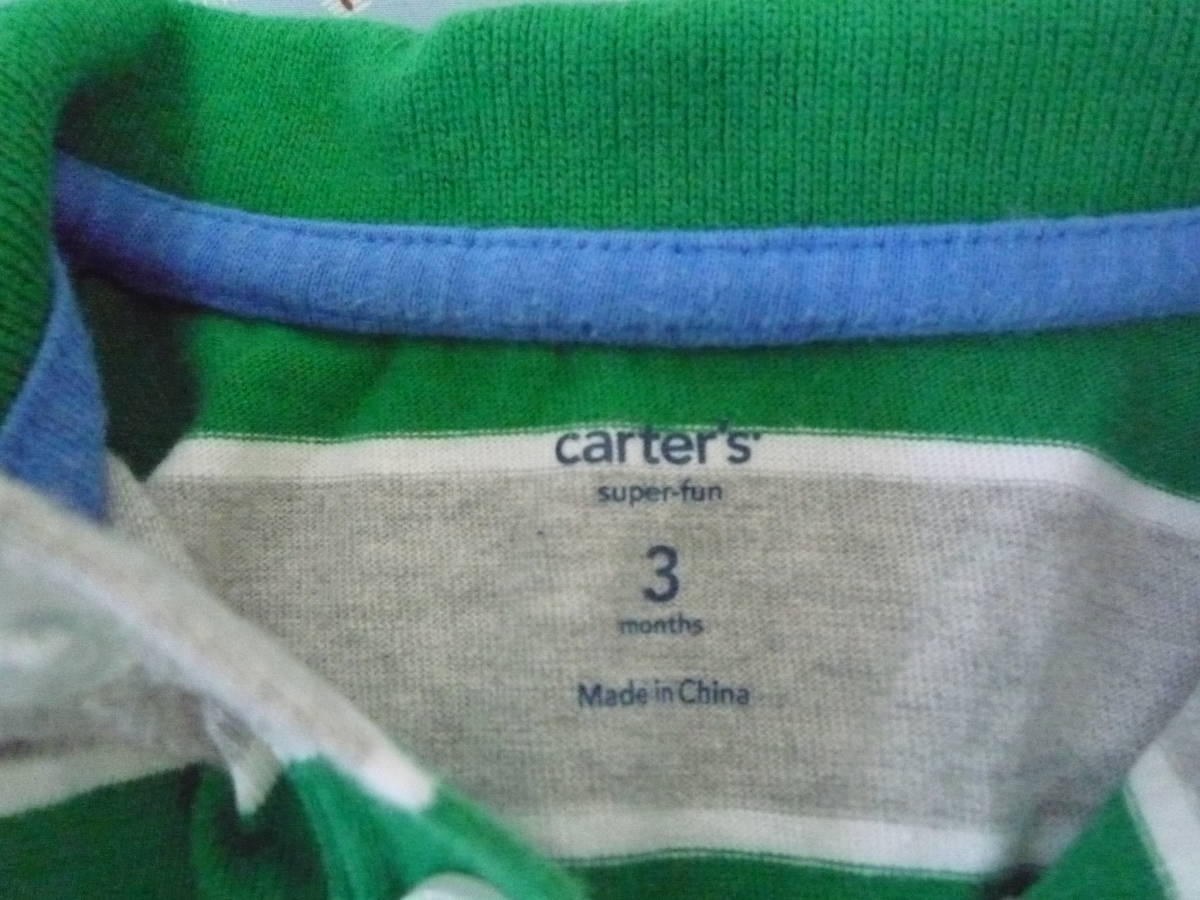 carter's
super-fun
3
months
Made in China